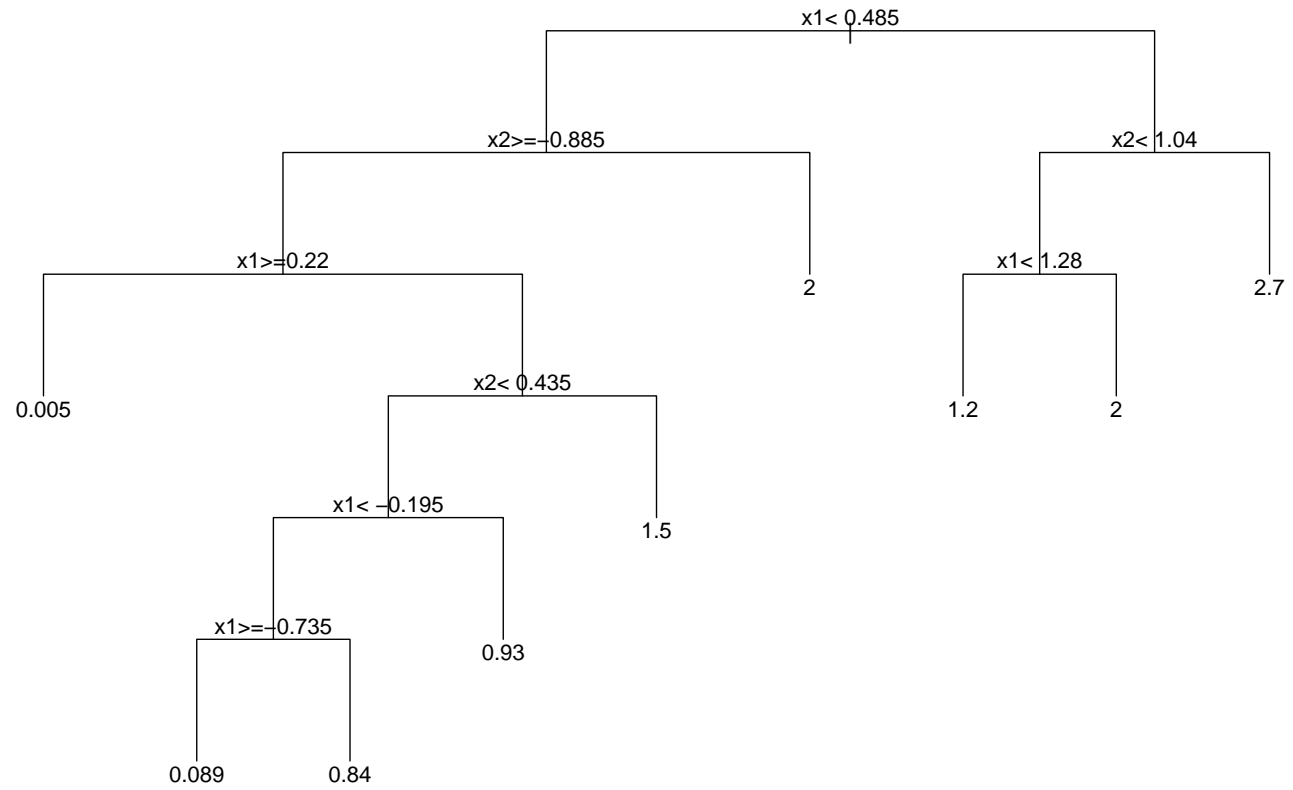 x1< 0.485
x2>=−0.885
x2< 1.04
x1>=0.22
x1< 1.28
2
2.7
x2< 0.435
0.005
1.2
2
x1< −0.195
1.5
x1>=−0.735
0.93
0.089
0.84